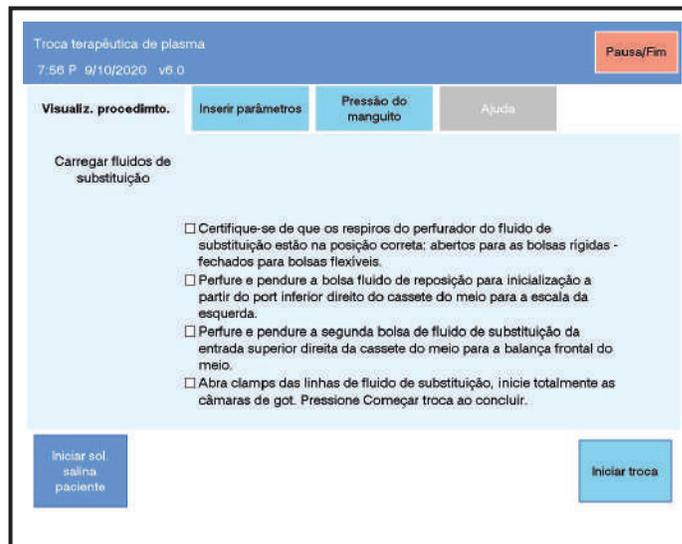 Troca terapêutica de plasma
7:56 P 9/10/2020 v6.0
Pausa/Fim
Visualiz. procedimto.
Inserir parâmetros
Pressão do
manguito
Ajuda
Carregar fluidos de
substituição
Certifique-se de que os respiros do perfurador do fluido de
substituição estão na posição correta: abertos para as bolsas rígidas -
fechados para bolsas flexíveis.
Perfure e pendure a bolsa fluido de reposição para inicialização a
partir do port inferior direito do cassete do meio para a escala da
esquerda.
Perfure e pendure a segunda bolsa de fluido de substituição da
entrada superior direita da cassete do meio para a balança frontal do
meio.
Abra clamps das linhas de fluido de substituição, inicie totalmente as
câmaras de got. Pressione Começar troca ao concluir.
Iniciar sol.
salina
paciente
Iniciar troca